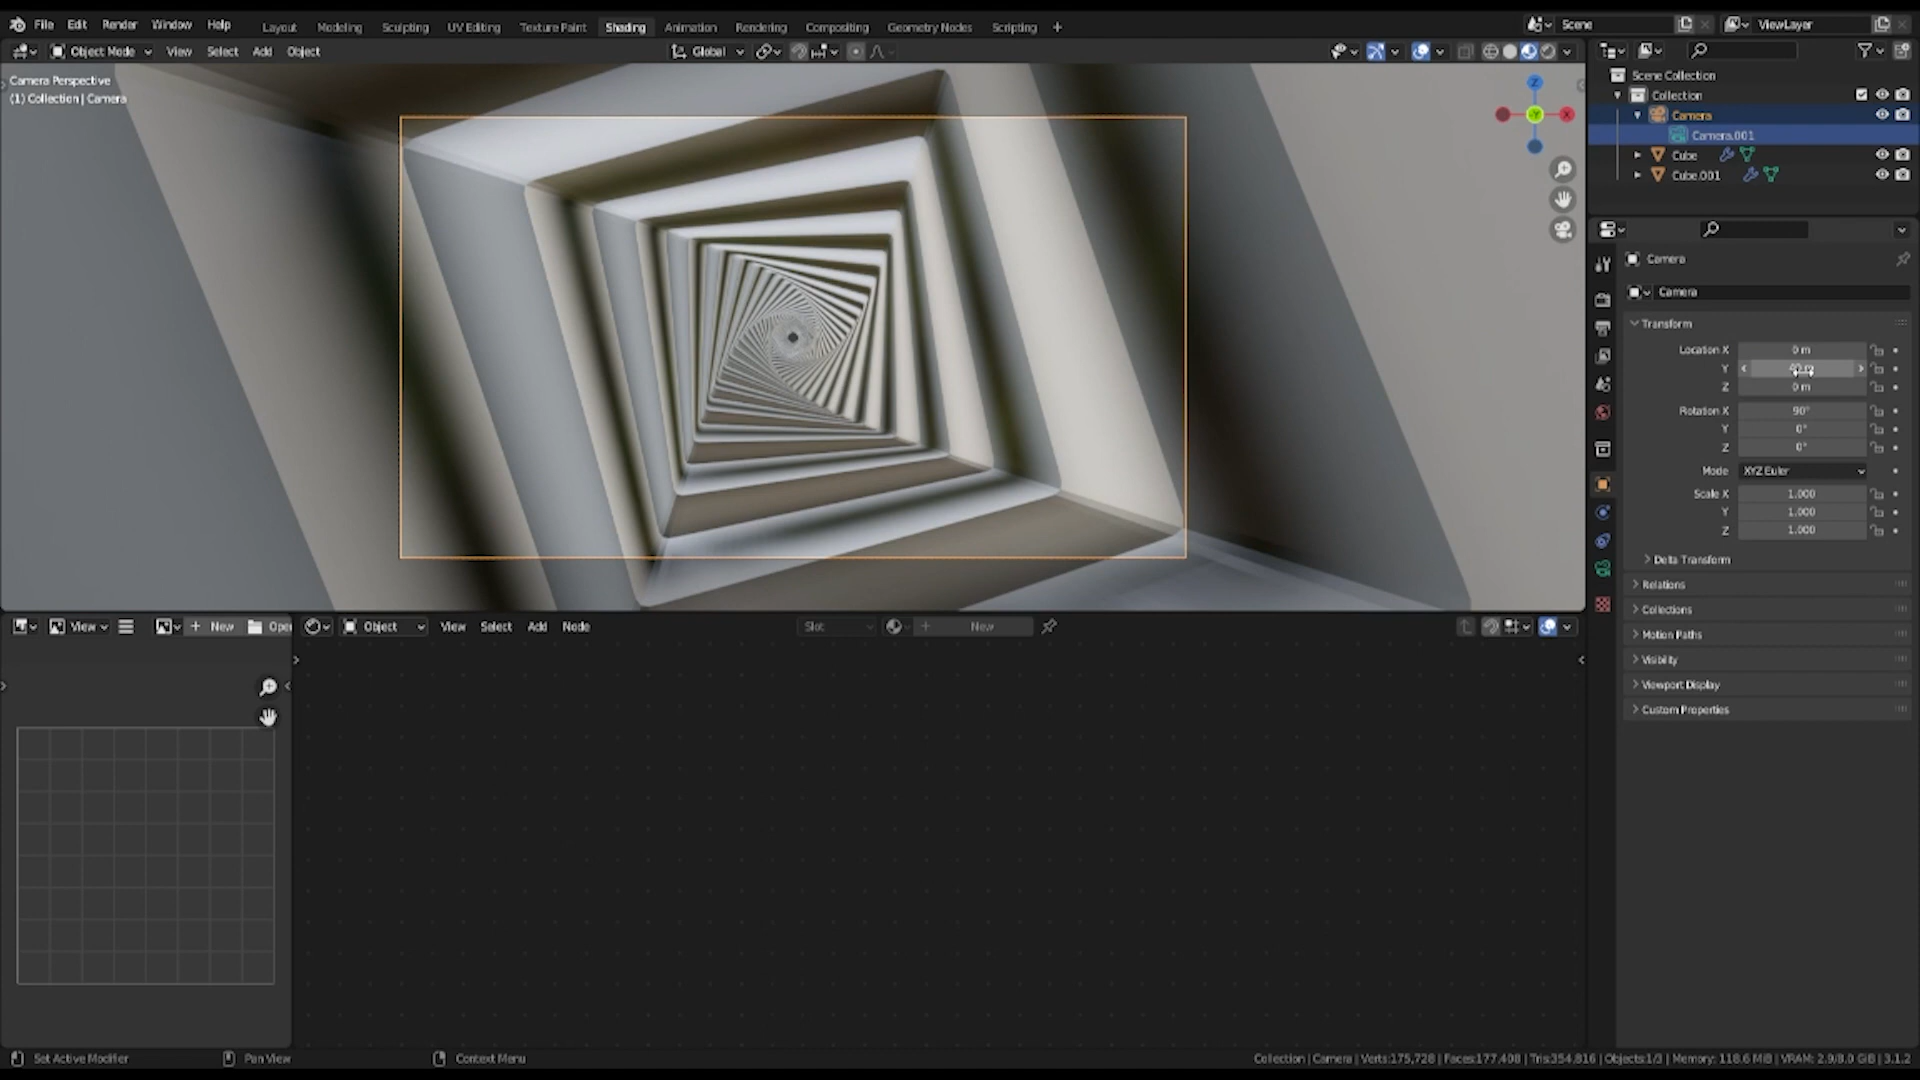 File Edit Render Window Help Layout Modeling Sculpting UV Editing Texture Paint Shading Animation Rendering Compositing Geometry Nodes Scripting + Scene ViewLayer
Object Mode View Select Add Object Global
Camera Perspective
(1) Collection | Camera
Z
Y
X
Scene Collection
Collection
Camera
Camera.001
Cube
Cube.001
Camera
Camera
Transform
Location X 0 m
Y
Z 0 m
Rotation X 90°
Y 0°
Z 0°
Mode XYZ Euler
Scale X 1.000
Y 1.000
Z 1.000
Delta Transform
Relations
Collections
Motion Paths
Visibility
Viewport Display
Custom Properties
View + New Ope
Object View Select Add Node Slot + New
Set Active Modifier Pan View Context Menu
Collection | Camera | Verts:175,728 | Faces:177,408 | Tris:354,816 | Objects:1/3 | Memory: 118.6 MiB | VRAM: 2.9/8.0 GiB | 3.1.2